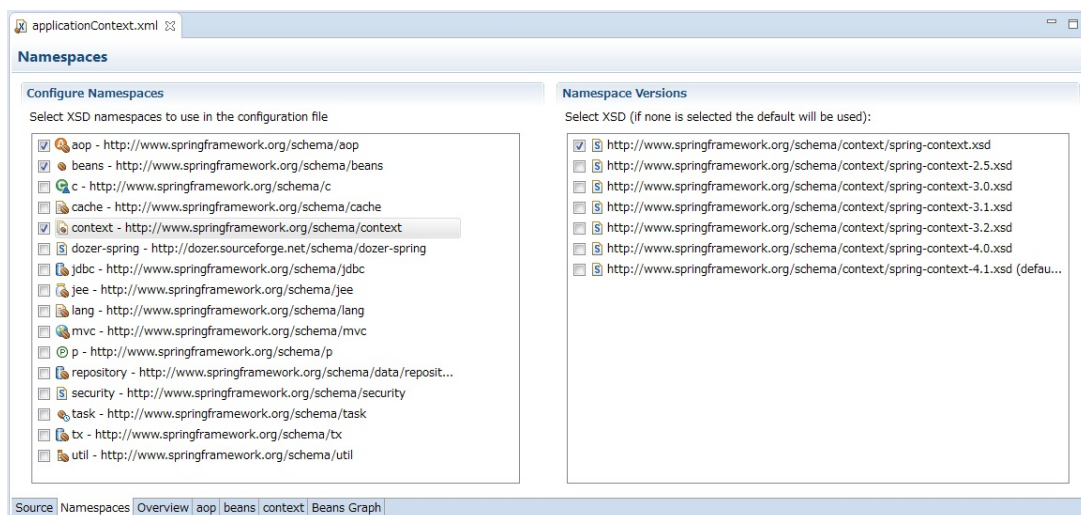 applicationContext.xml
Namespaces
Configure Namespaces
Select XSD namespaces to use in the configuration file
aop - http://www.springframework.org/schema/aop
beans - http://www.springframework.org/schema/beans
c - http://www.springframework.org/schema/c
cache - http://www.springframework.org/schema/cache
context - http://www.springframework.org/schema/context
dozer-spring - http://dozer.sourceforge.net/schema/dozer-spring
jdbc - http://www.springframework.org/schema/jdbc
jee - http://www.springframework.org/schema/jee
lang - http://www.springframework.org/schema/lang
mvc - http://www.springframework.org/schema/mvc
p - http://www.springframework.org/schema/p
repository - http://www.springframework.org/schema/data/reposit...
security - http://www.springframework.org/schema/security
task - http://www.springframework.org/schema/task
tx - http://www.springframework.org/schema/tx
util - http://www.springframework.org/schema/util
Namespace Versions
Select XSD (if none is selected the default will be used):
http://www.springframework.org/schema/context/spring-context.xsd
http://www.springframework.org/schema/context/spring-context-2.5.xsd
http://www.springframework.org/schema/context/spring-context-3.0.xsd
http://www.springframework.org/schema/context/spring-context-3.1.xsd
http://www.springframework.org/schema/context/spring-context-3.2.xsd
http://www.springframework.org/schema/context/spring-context-4.0.xsd
http://www.springframework.org/schema/context/spring-context-4.1.xsd (defau...
Source Namespaces Overview aop beans context Beans Graph